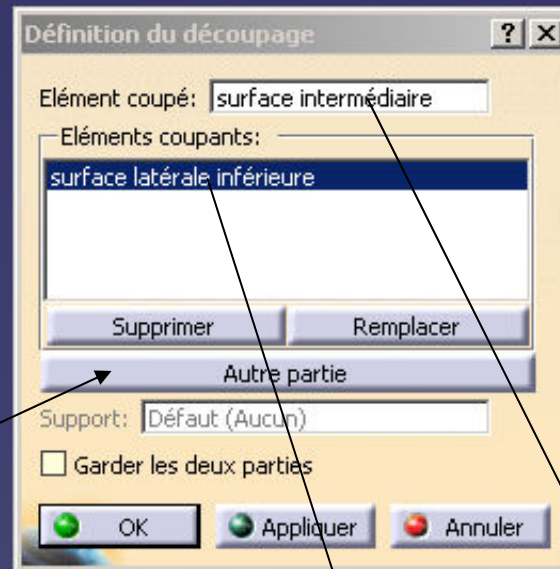 Définition du découpage
? X
Elément coupé: surface intermédiaire
Eléments coupants:
surface latérale inférieure
Supprimer Remplacer
Autre partie
Support: Défaut (Aucun)
Garder les deux parties
OK Appliquer Annuler